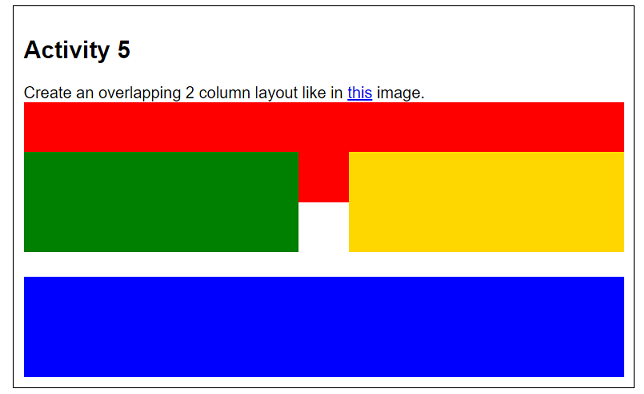 Activity 5
Create an overlapping 2 column layout like in this image.